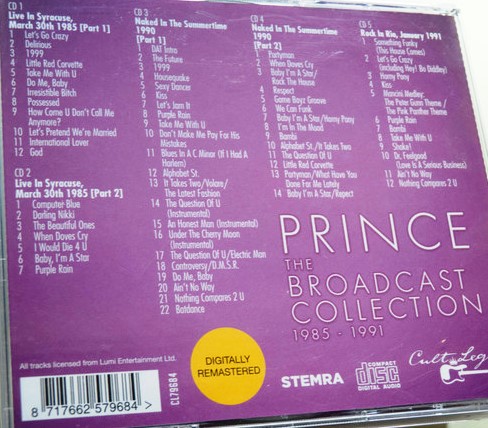 CD 1
Live In Syracuse,
March 30th 1985 [Part 1]
1 Let's Go Crazy
2 Delirious
3 1999
4 Little Red Corvette
5 Take Me With U
6 Do Me, Baby
7 Irresistible Bitch
8 Possessed
9 How Come U Don't Call Me
Anymore?
10 Let's Pretend We're Married
11 International Lover
12 God
CD 2
Live In Syracuse,
March 30th 1985 [Part 2]
1 Computer Blue
2 Darling Nikki
3 The Beautiful Ones
4 When Doves Cry
5 I Would Die 4 U
6 Baby, I'm A Star
7 Purple Rain
CD 3
Naked In The Summertime
1990
[Part 1]
1 DAT Intro
2 The Future
3 1999
4 Housequake
5 Sexy Dancer
6 Kiss
7 Let's Jam It
8 Purple Rain
9 Take Me With U
10 Don't Make Me Pay For His
Mistakes
11 Blues In A C Minor (If I Had A
Harlem)
12 Alphabet St.
13 It Takes Two/Volare/
The Latest Fashion
14 The Question Of U
(Instrumental)
15 An Honest Man (Instrumental)
16 Under The Cherry Moon
(Instrumental)
17 The Question Of U/Electric Man
18 Controversy/D.M.S.R.
19 Do Me, Baby
20 Ain't No Way
21 Nothing Compares 2 U
22 Batdance
CD 4
Naked In The Summertime
1990
[Part 2]
1 Partyman
2 When Doves Cry
3 Baby I'm A Star/
Rock The House
4 Respect
5 Game Boyz Groove
6 We Can Funk
7 Baby I'm A Star/Horny Pony
8 I'm In The Mood
9 Bambi
10 Alphabet St./It Takes Two
11 The Question Of U
12 Little Red Corvette
13 Partyman/What Have You
Done For Me Lately
14 Baby I'm A Star/Respect
CD 5
Rock In Rio, January 1991
1 Something Funky
(This House Comes)
2 Let's Go Crazy
(including Hey! Bo Diddley)
3 Horny Pony
4 Kiss
5 Mancini Medley:
The Peter Gunn Theme /
The Pink Panther Theme
6 Purple Rain
7 Bambi
8 Take Me With U
9 Shake!
10 Dr. Feelgood
(Love Is A Serious Business)
11 Ain't No Way
12 Nothing Compares 2 U
PRINCE
THE
BROADCAST
COLLECTION
1985 - 1991
All tracks licensed from Lumi Entertainment Ltd.
8 717662 579684 >
CL79684
DIGITALLY
REMASTERED
STEMRA
COMPACT
disc
DIGITAL AUDIO
Cult Leg